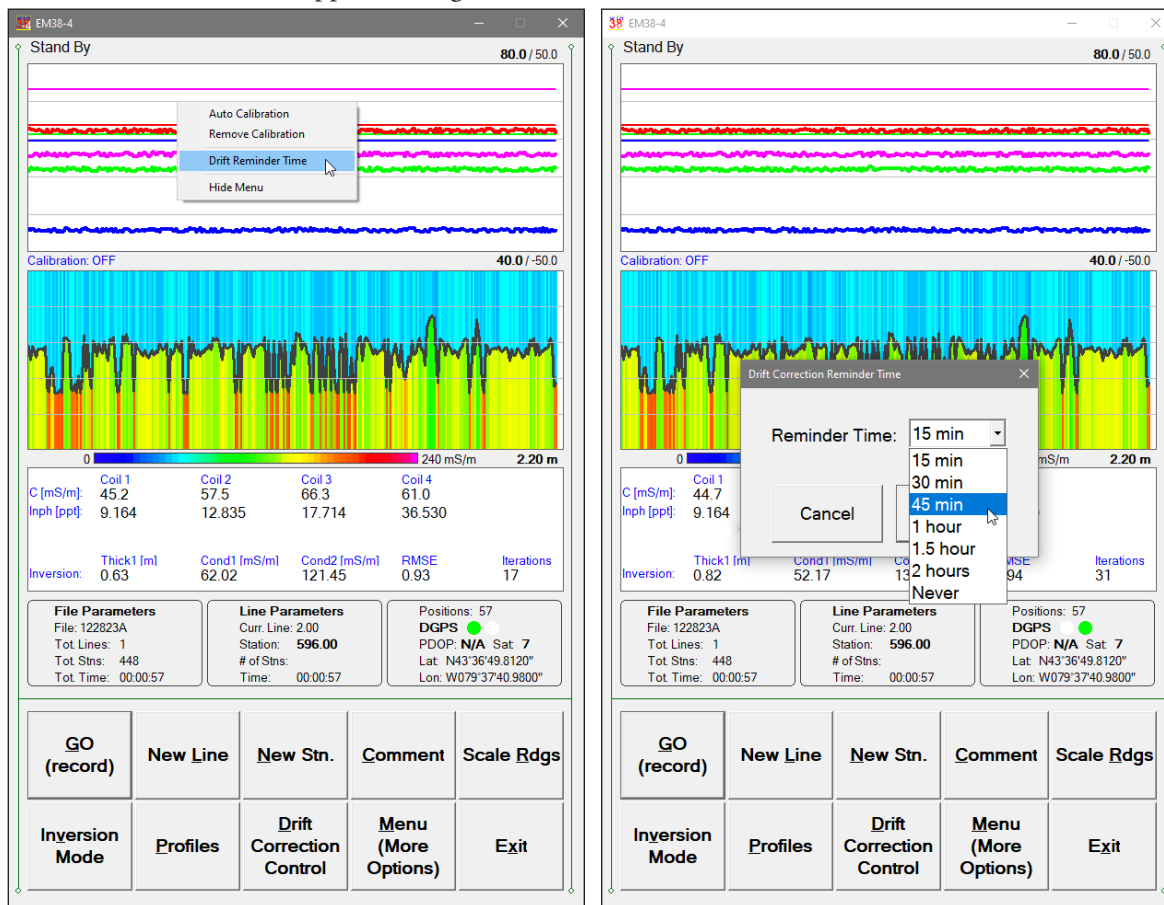 EM38-4
Stand By
80.0 / 50.0
Auto Calibration
Remove Calibration
Drift Reminder Time
Hide Menu
Calibration: OFF
40.0 / -50.0
0
240 mS/m
2.20 m
Coil 1 Coil 2 Coil 3 Coil 4
C [mS/m]: 45.2 57.5 66.3 61.0
Inph [ppt]: 9.164 12.835 17.714 36.530
Thick1 [m] Cond1 [mS/m] Cond2 [mS/m] RMSE Iterations
Inversion: 0.63 62.02 121.45 0.93 17
File Parameters
File: 122823A
Tot. Lines: 1
Tot. Stns: 448
Tot. Time: 00:00:57
Line Parameters
Curr. Line: 2.00
Station: 596.00
# of Stns:
Time: 00:00:57
Positions: 57
DGPS
PDOP: N/A Sat: 7
Lat: N43°36'49.8120"
Lon: W079°37'40.9800"
GO
(record)
New Line
New Stn.
Comment
Scale Rdgs
Inversion
Mode
Profiles
Drift
Correction
Control
Menu
(More
Options)
Exit
EM38-4
Stand By
80.0 / 50.0
Calibration: OFF
40.0 / -50.0
Drift Correction Reminder Time
Reminder Time: 15 min
15 min
30 min
45 min
1 hour
1.5 hour
2 hours
Never
Cancel
0
mS/m
2.20 m
Coil 1
C [mS/m]: 44.7
Inph [ppt]: 9.164
Thick1 [m] Cond1 [mS/m] Iterations
Inversion: 0.82 52.17 31
File Parameters
File: 122823A
Tot. Lines: 1
Tot. Stns: 448
Tot. Time: 00:00:57
Line Parameters
Curr. Line: 2.00
Station: 596.00
# of Stns:
Time: 00:00:57
Positions: 57
DGPS
PDOP: N/A Sat: 7
Lat: N43°36'49.8120"
Lon: W079°37'40.9800"
GO
(record)
New Line
New Stn.
Comment
Scale Rdgs
Inversion
Mode
Profiles
Drift
Correction
Control
Menu
(More
Options)
Exit